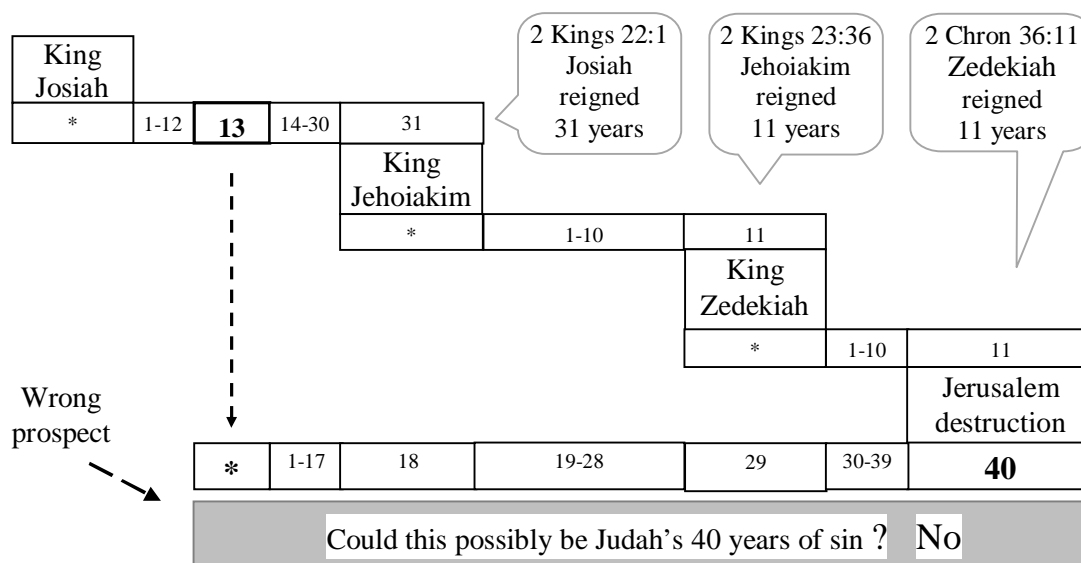 King
Josiah
2 Kings 22:1
Josiah
reigned
31 years
2 Kings 23:36
Jehoiakim
reigned
11 years
2 Chron 36:11
Zedekiah
reigned
11 years
* 1-12 13 14-30 31
King
Jehoiakim
* 1-10 11
King
Zedekiah
* 1-10 11
Jerusalem
destruction
Wrong
prospect
* 1-17 18 19-28 29 30-39 40
Could this possibly be Judah's 40 years of sin ? No